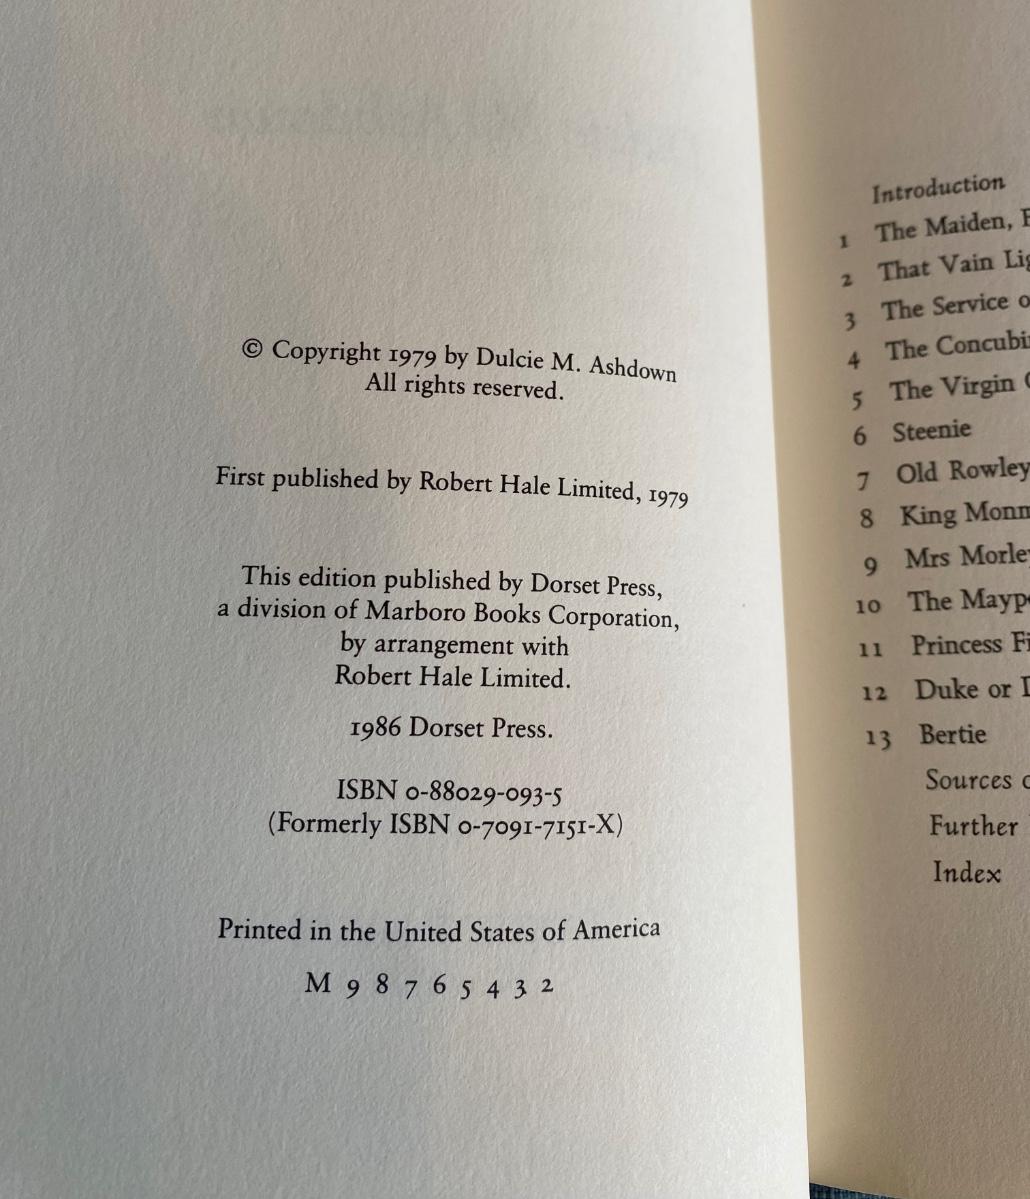 © Copyright 1979 by Dulcie M. Ashdown
All rights reserved.
First published by Robert Hale Limited, 1979
This edition published by Dorset Press,
a division of Marboro Books Corporation,
by arrangement with
Robert Hale Limited.
1986 Dorset Press.
ISBN 0-88029-093-5
(Formerly ISBN 0-7091-7151-X)
Printed in the United States of America
M 9 8 7 6 5 4 3 2
Introduction
1 The Maiden,
2 That Vain
3 The Service
4 The
5 The Virgin
6 Steenie
7 Old Rowley
8 King
9 Mrs
10 The
11 Princess
12 Duke or
13 Bertie
Sources
Further
Index